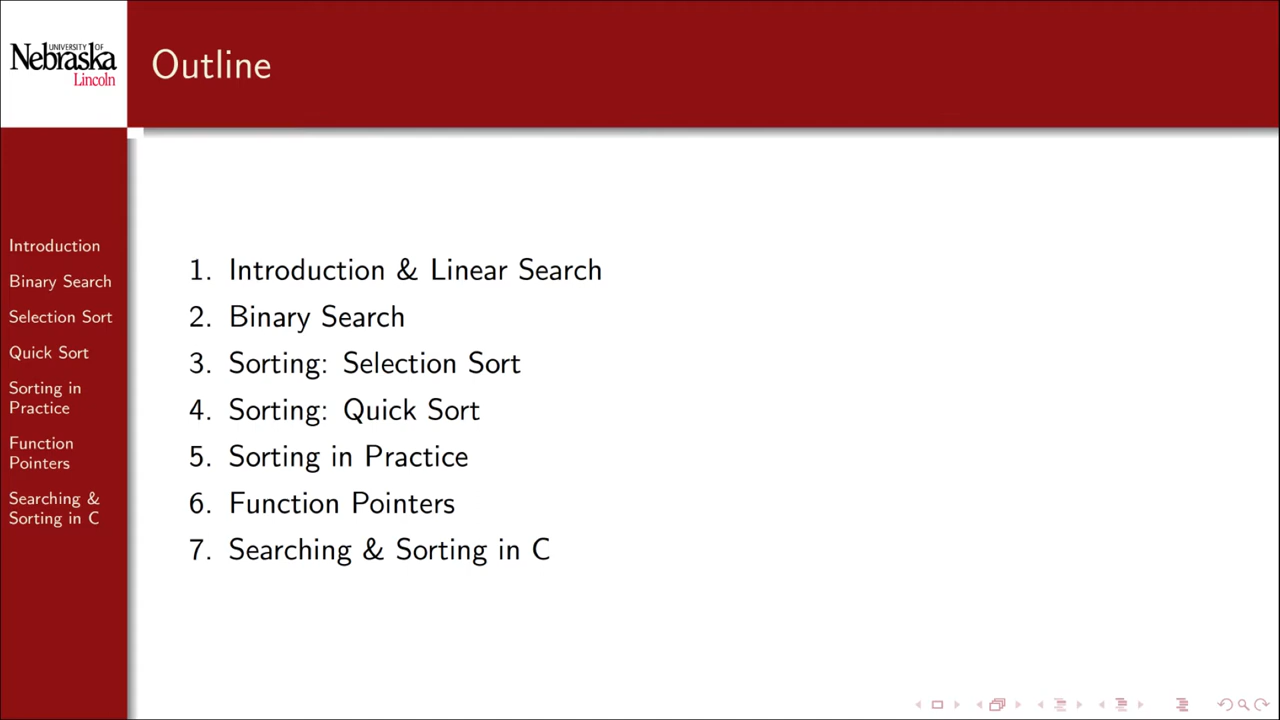 UNIVERSITY OF
Nebraska
Lincoln
Outline
Introduction
Binary Search
Selection Sort
Quick Sort
Sorting in
Practice
Function
Pointers
Searching &
Sorting in C
1. Introduction & Linear Search
2. Binary Search
3. Sorting: Selection Sort
4. Sorting: Quick Sort
5. Sorting in Practice
6. Function Pointers
7. Searching & Sorting in C